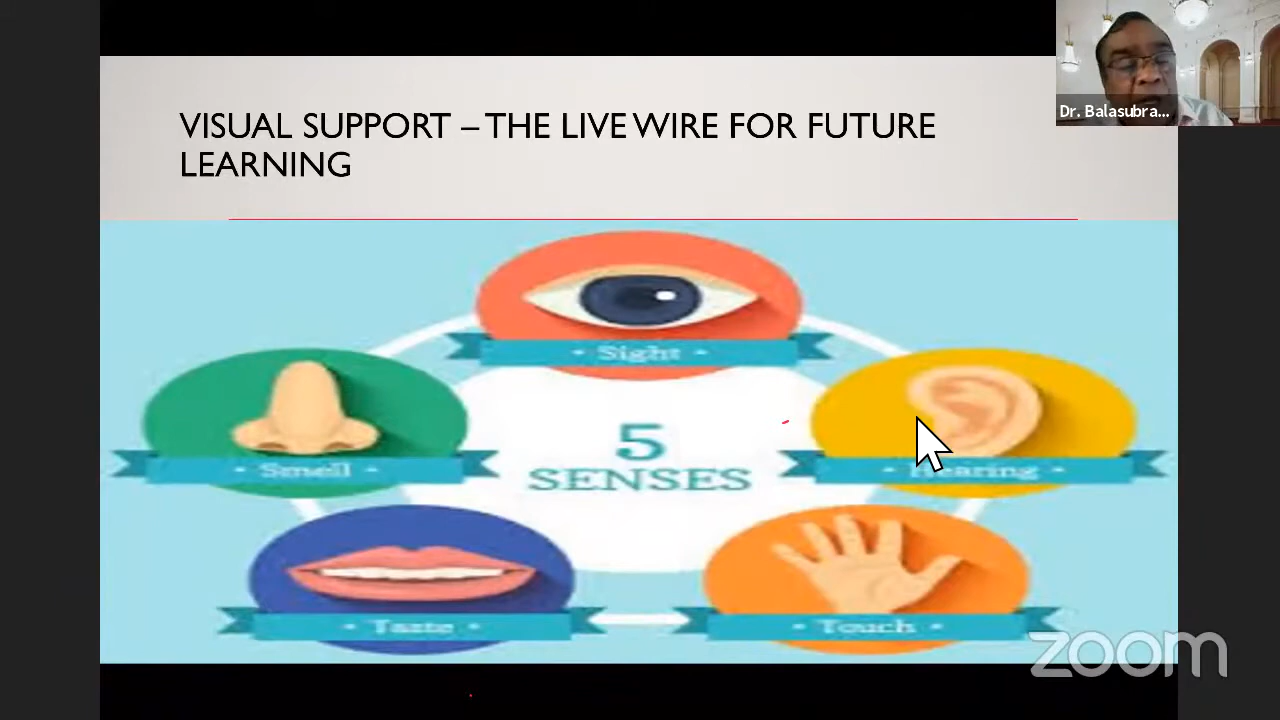 VISUAL SUPPORT – THE LIVE WIRE FOR FUTURE
LEARNING
Dr. Balasubra...
• Sight •
5
SENSES
• Smell •
• Hearing •
• Taste •
• Touch •
zoom